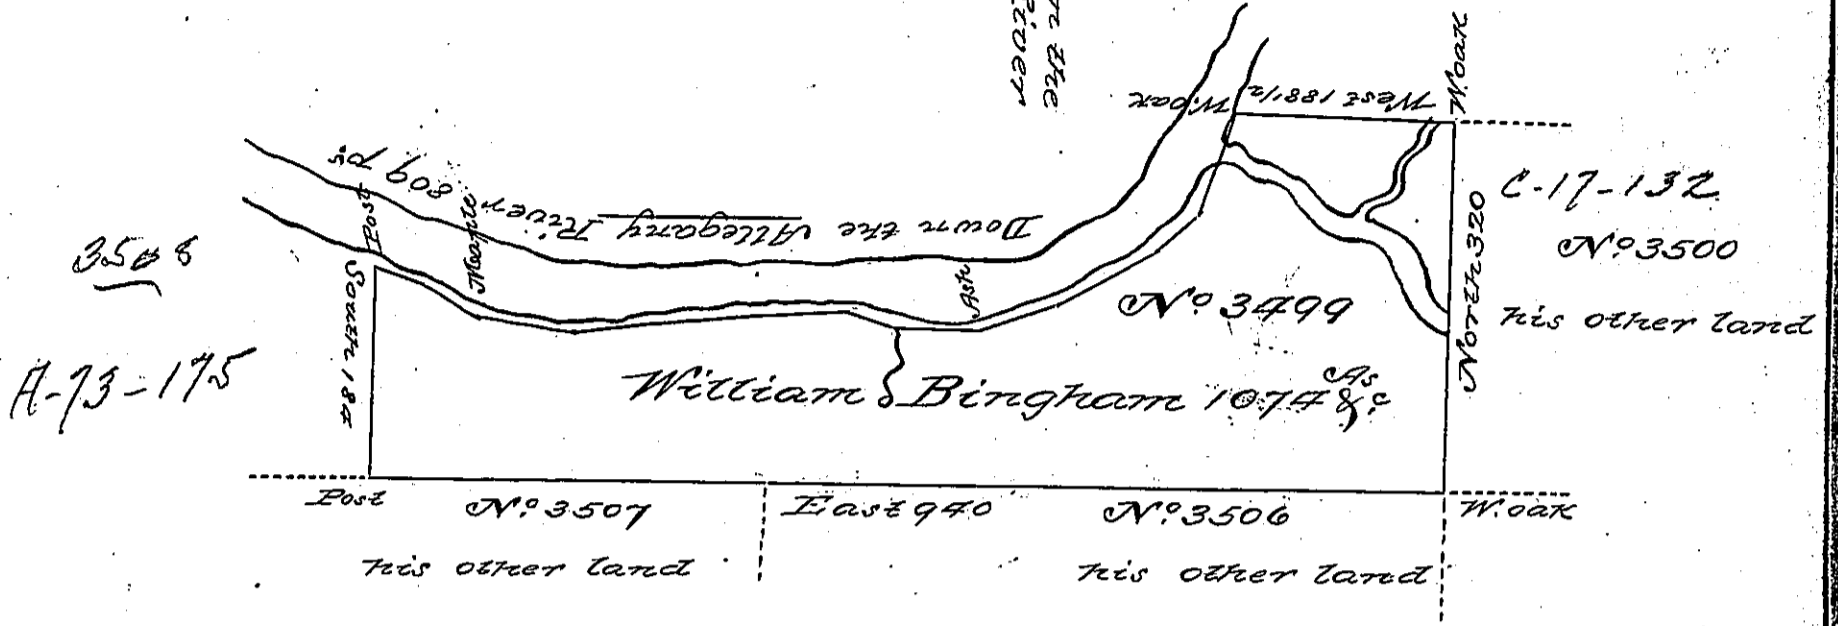 n the
River
W.oak
West 188 1/2
W.oak
Down the Allegany River 809 ps
Post
Maple
Ash
3508
A-73-175
South 184
C-17-132
No. 3500
his other land
North 320
No. 3499
William Bingham 1074 As &c
Post
No. 3507
East 940
No. 3506
W.oak
his other land
his other land